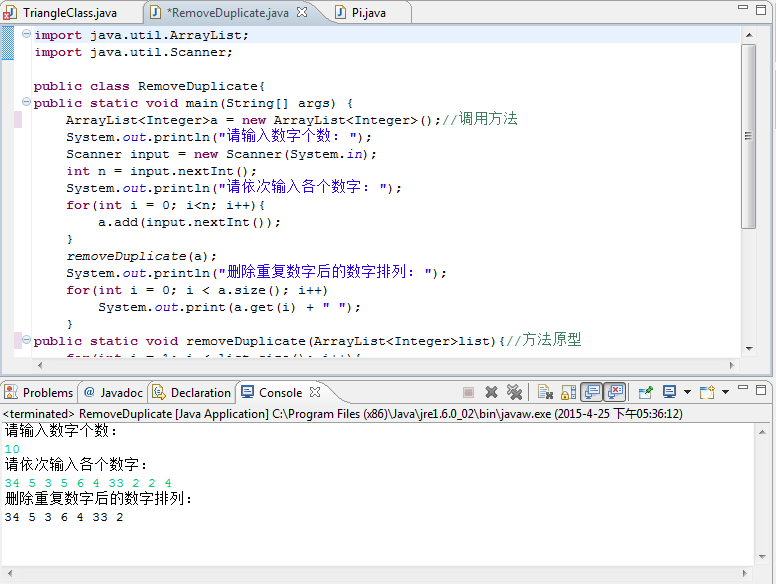 TriangleClass.java *RemoveDuplicate.java Pi.java
import java.util.ArrayList;
import java.util.Scanner;
public class RemoveDuplicate{
public static void main(String[] args) {
ArrayList<Integer>a = new ArrayList<Integer>();//调用方法
System.out.println("请输入数字个数: ");
Scanner input = new Scanner(System.in);
int n = input.nextInt();
System.out.println("请依次输入各个数字: ");
for(int i = 0; i<n; i++){
a.add(input.nextInt());
}
removeDuplicate(a);
System.out.println("删除重复数字后的数字排列: ");
for(int i = 0; i < a.size(); i++)
System.out.print(a.get(i) + " ");
}
public static void removeDuplicate(ArrayList<Integer>list){//方法原型
for(int i = 1; i < list.size(); i++){
Problems @ Javadoc Declaration Console
<terminated> RemoveDuplicate [Java Application] C:\Program Files (x86)\Java\jre1.6.0_02\bin\javaw.exe (2015-4-25 下午05:36:12)
请输入数字个数:
10
请依次输入各个数字:
34 5 3 5 6 4 33 2 2 4
删除重复数字后的数字排列:
34 5 3 6 4 33 2